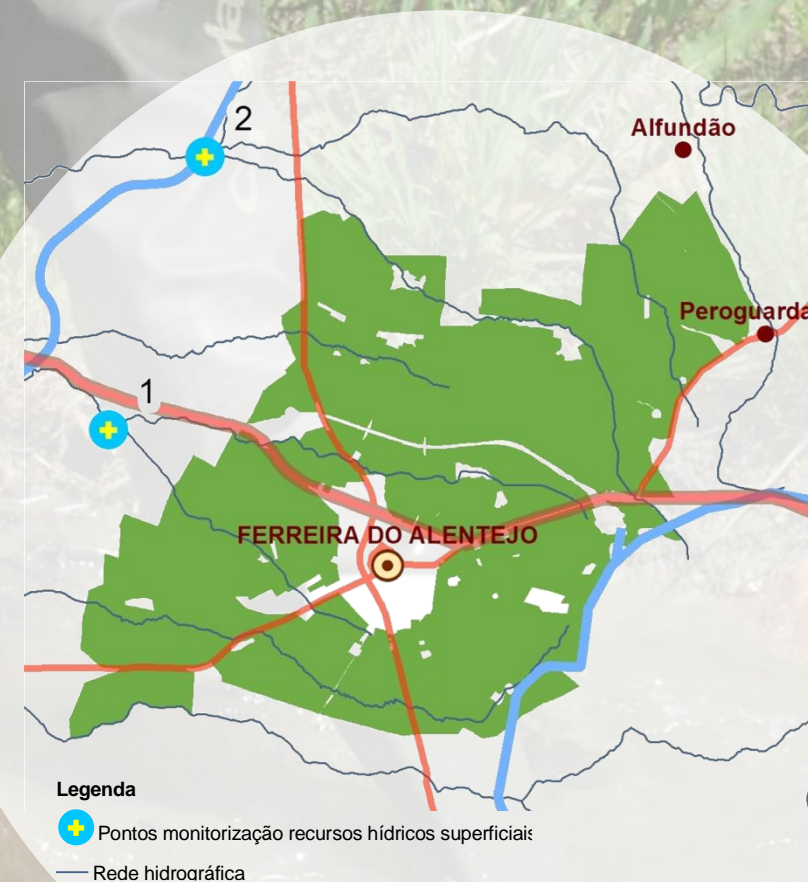 2
Alfundão
Peroguarda
1
FERREIRA DO ALENTEJO
Legenda
Pontos monitorização recursos hídricos superficiais
Rede hidrográfica